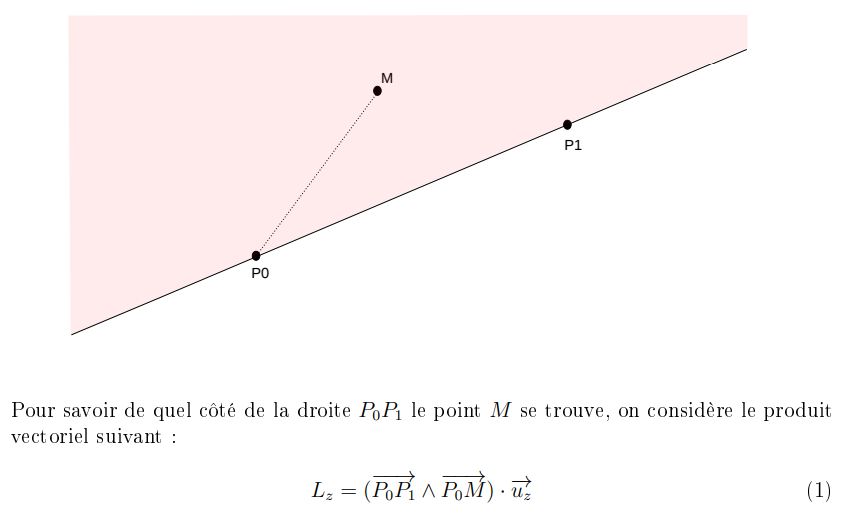 M
P1
P0
Pour savoir de quel côté de la droite $P_0P_1$ le point $M$ se trouve, on considère le produit
vectoriel suivant :
$L_z = (\overrightarrow{P_0P_1} \wedge \overrightarrow{P_0M}) \cdot \overrightarrow{u_z}$ (1)